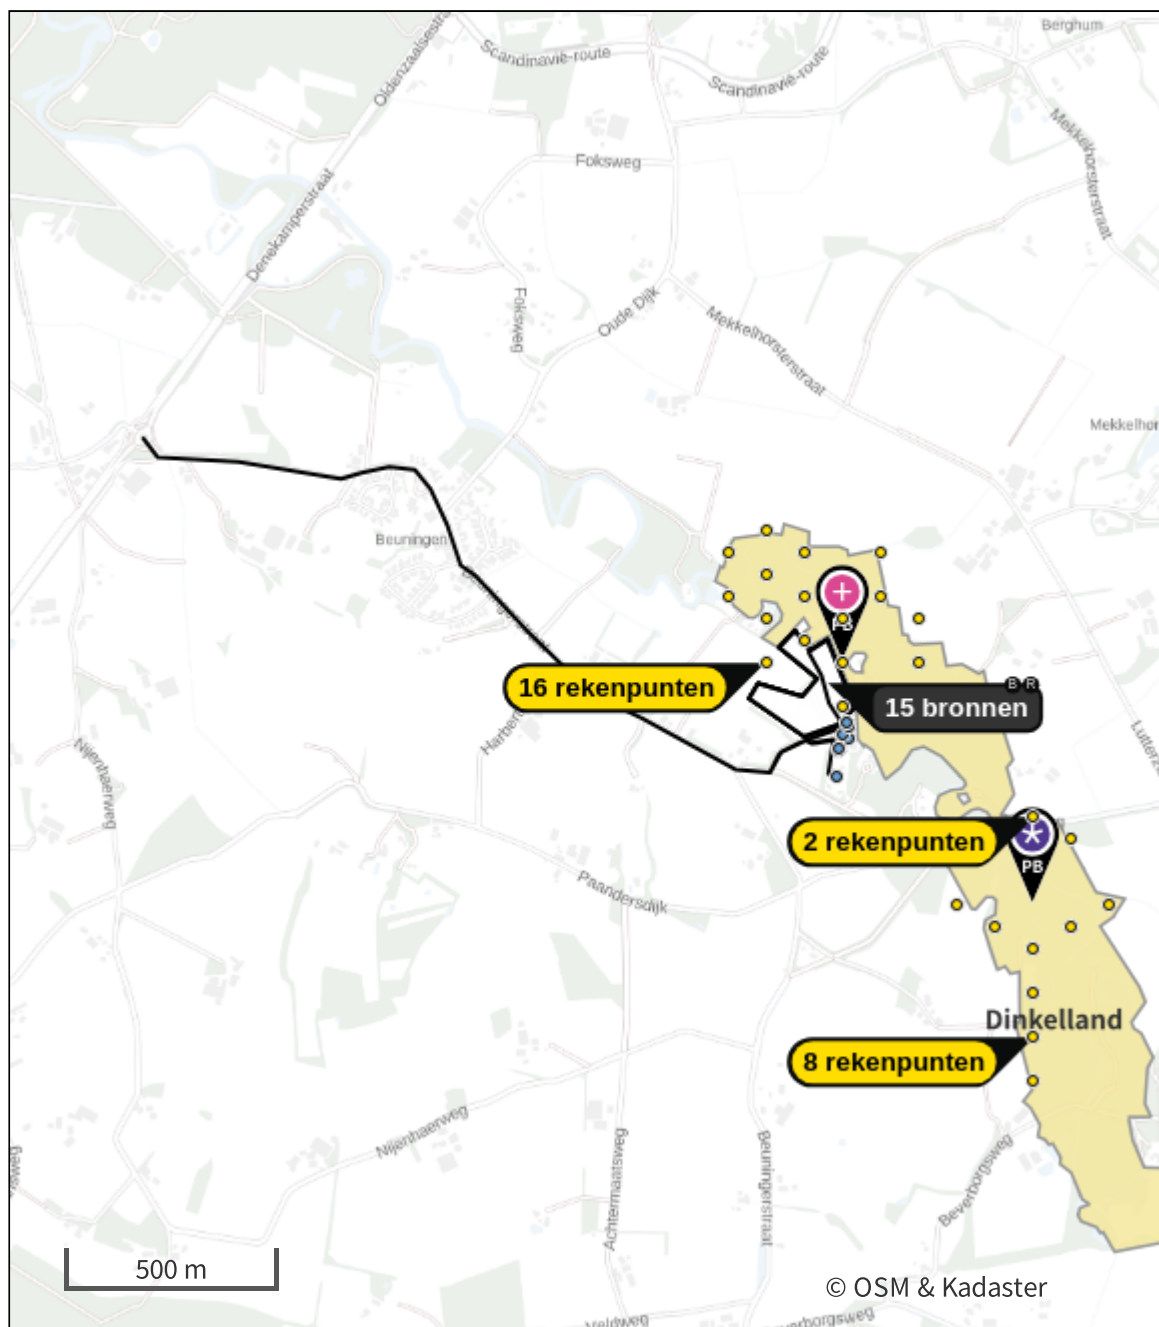 Berghum
Oldenzaalsestra
Scandinavië-route
Scandinavië-route
Mekkelhorsterstraat
Foksweg
Denekamperstraat
Foksweg
Oude Dijk
Mekkelhorsterstraat
Mekkelhor
Beuningen
B R
16 rekenpunten
15 bronnen
Nijenhaerweg
2 rekenpunten
PB
Paandersdijk
Dinkelland
8 rekenpunten
Nijenhaerweg
Achtermaatsweg
Beuningerstraat
Beverborgsweg
500 m
© OSM & Kadaster